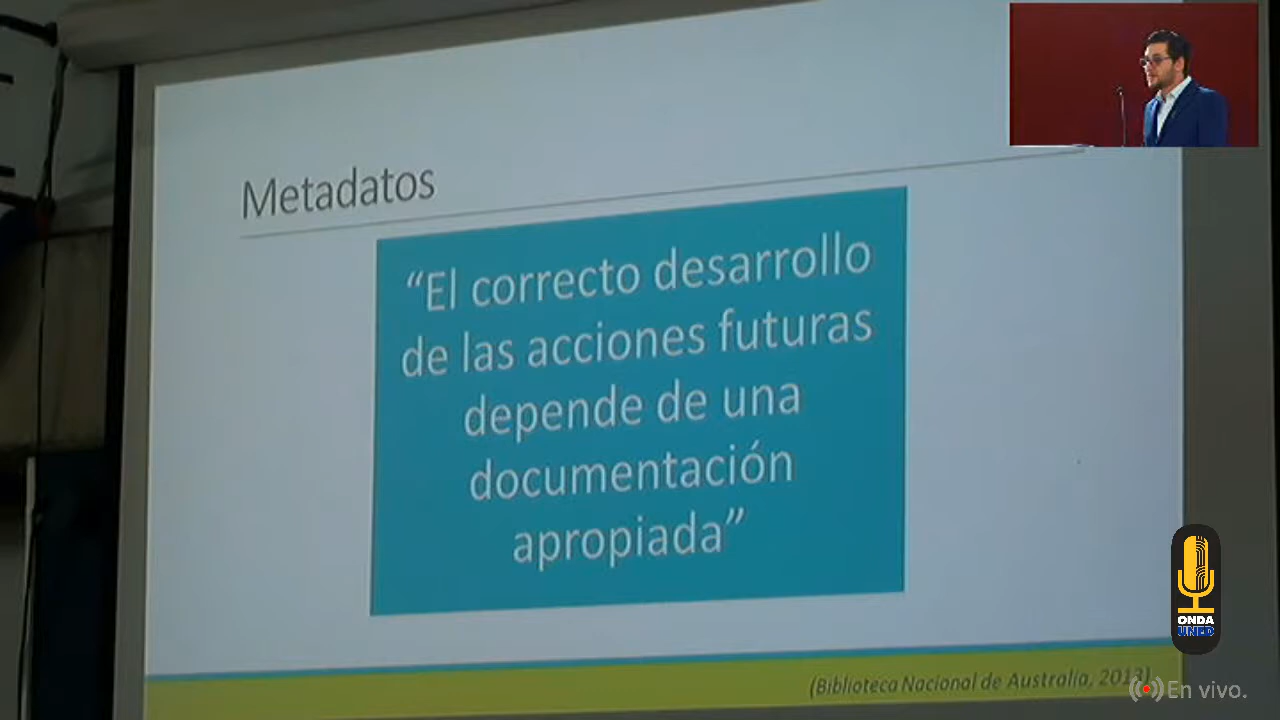 Metadatos
“El correcto desarrollo
de las acciones futuras
depende de una
documentación
apropiada”
(Biblioteca Nacional de Australia,
En vivo.
ONDA
UNED